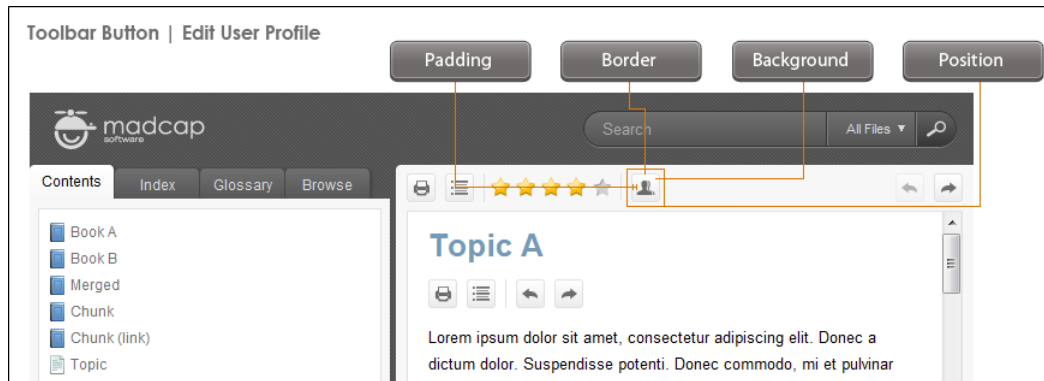 Toolbar Button | Edit User Profile
Padding
Border
Background
Position
madcap
software
Search
All Files
Contents
Index
Glossary
Browse
Book A
Book B
Merged
Chunk
Chunk (link)
Topic
Topic A
Lorem ipsum dolor sit amet, consectetur adipiscing elit. Donec a
dictum dolor. Suspendisse potenti. Donec commodo, mi et pulvinar